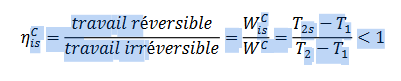 η_is^C = travail réversible / travail irréversible = W_is^C / W^C = (T_2s − T_1) / (T_2 − T_1) < 1